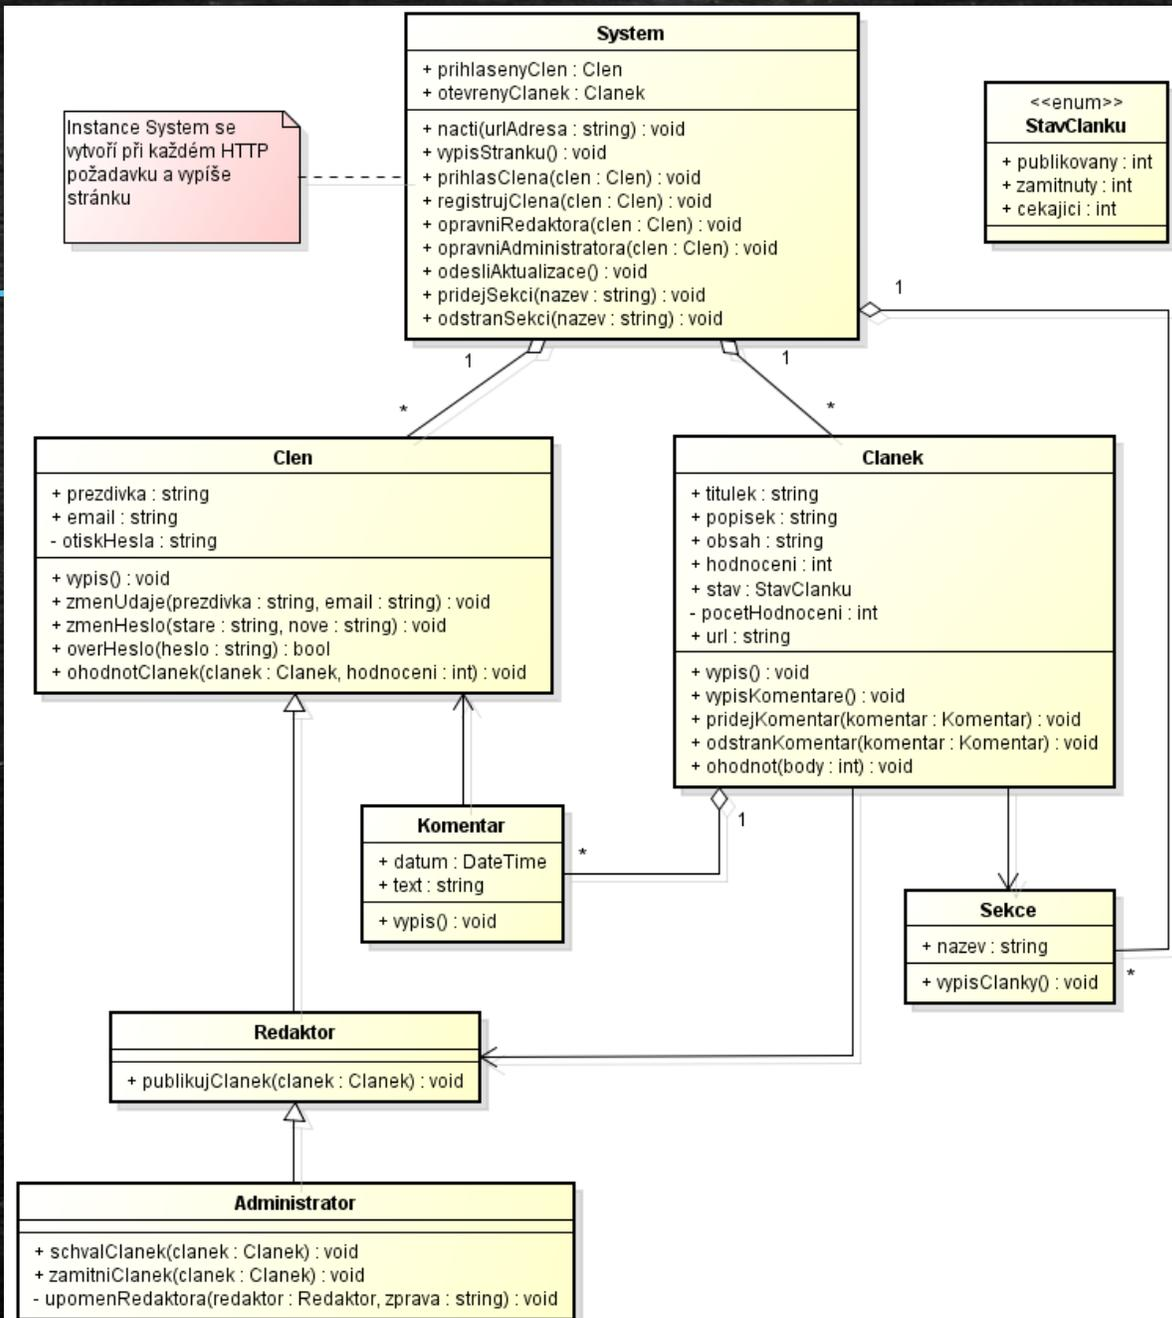 System
+ prihlasenyClen : Clen
+ otevrenyClanek : Clanek
+ nacti(urlAdresa : string) : void
+ vypisStranku() : void
+ prihlasClena(clen : Clen) : void
+ registrujClena(clen : Clen) : void
+ opravniRedaktora(clen : Clen) : void
+ opravniAdministratora(clen : Clen) : void
+ odesliAktualizace() : void
+ pridejSekci(nazev : string) : void
+ odstranSekci(nazev : string) : void
Instance System se
vytvoří při každém HTTP
požadavku a vypíše
stránku
<<enum>>
StavClanku
+ publikovany : int
+ zamitnuty : int
+ cekajici : int
1
1
1
*
*
Clen
+ prezdivka : string
+ email : string
- otiskHesla : string
+ vypis() : void
+ zmenUdaje(prezdivka : string, email : string) : void
+ zmenHeslo(stare : string, nove : string) : void
+ overHeslo(heslo : string) : bool
+ ohodnotClanek(clanek : Clanek, hodnoceni : int) : void
Clanek
+ titulek : string
+ popisek : string
+ obsah : string
+ hodnoceni : int
+ stav : StavClanku
- pocetHodnoceni : int
+ url : string
+ vypis() : void
+ vypisKomentare() : void
+ pridejKomentar(komentar : Komentar) : void
+ odstranKomentar(komentar : Komentar) : void
+ ohodnot(body : int) : void
1
*
Komentar
+ datum : DateTime
+ text : string
+ vypis() : void
Sekce
+ nazev : string
+ vypisClanky() : void
*
Redaktor
+ publikujClanek(clanek : Clanek) : void
Administrator
+ schvalClanek(clanek : Clanek) : void
+ zamitniClanek(clanek : Clanek) : void
- upomenRedaktora(redaktor : Redaktor, zprava : string) : void